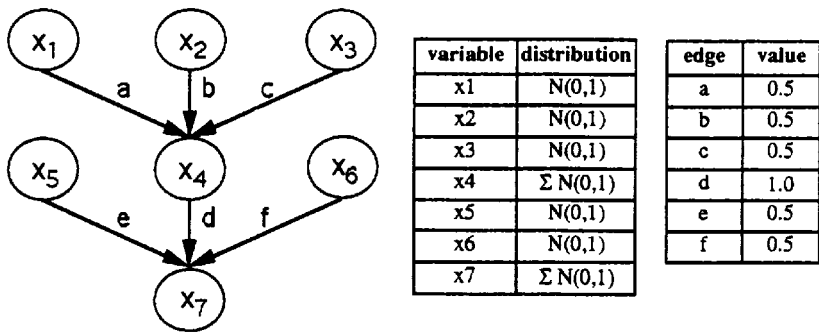 x1 x2 x3
a b c
x5 x4 x6
e d f
x7
variable distribution
x1 N(0,1)
x2 N(0,1)
x3 N(0,1)
x4 Σ N(0,1)
x5 N(0,1)
x6 N(0,1)
x7 Σ N(0,1)
edge value
a 0.5
b 0.5
c 0.5
d 1.0
e 0.5
f 0.5